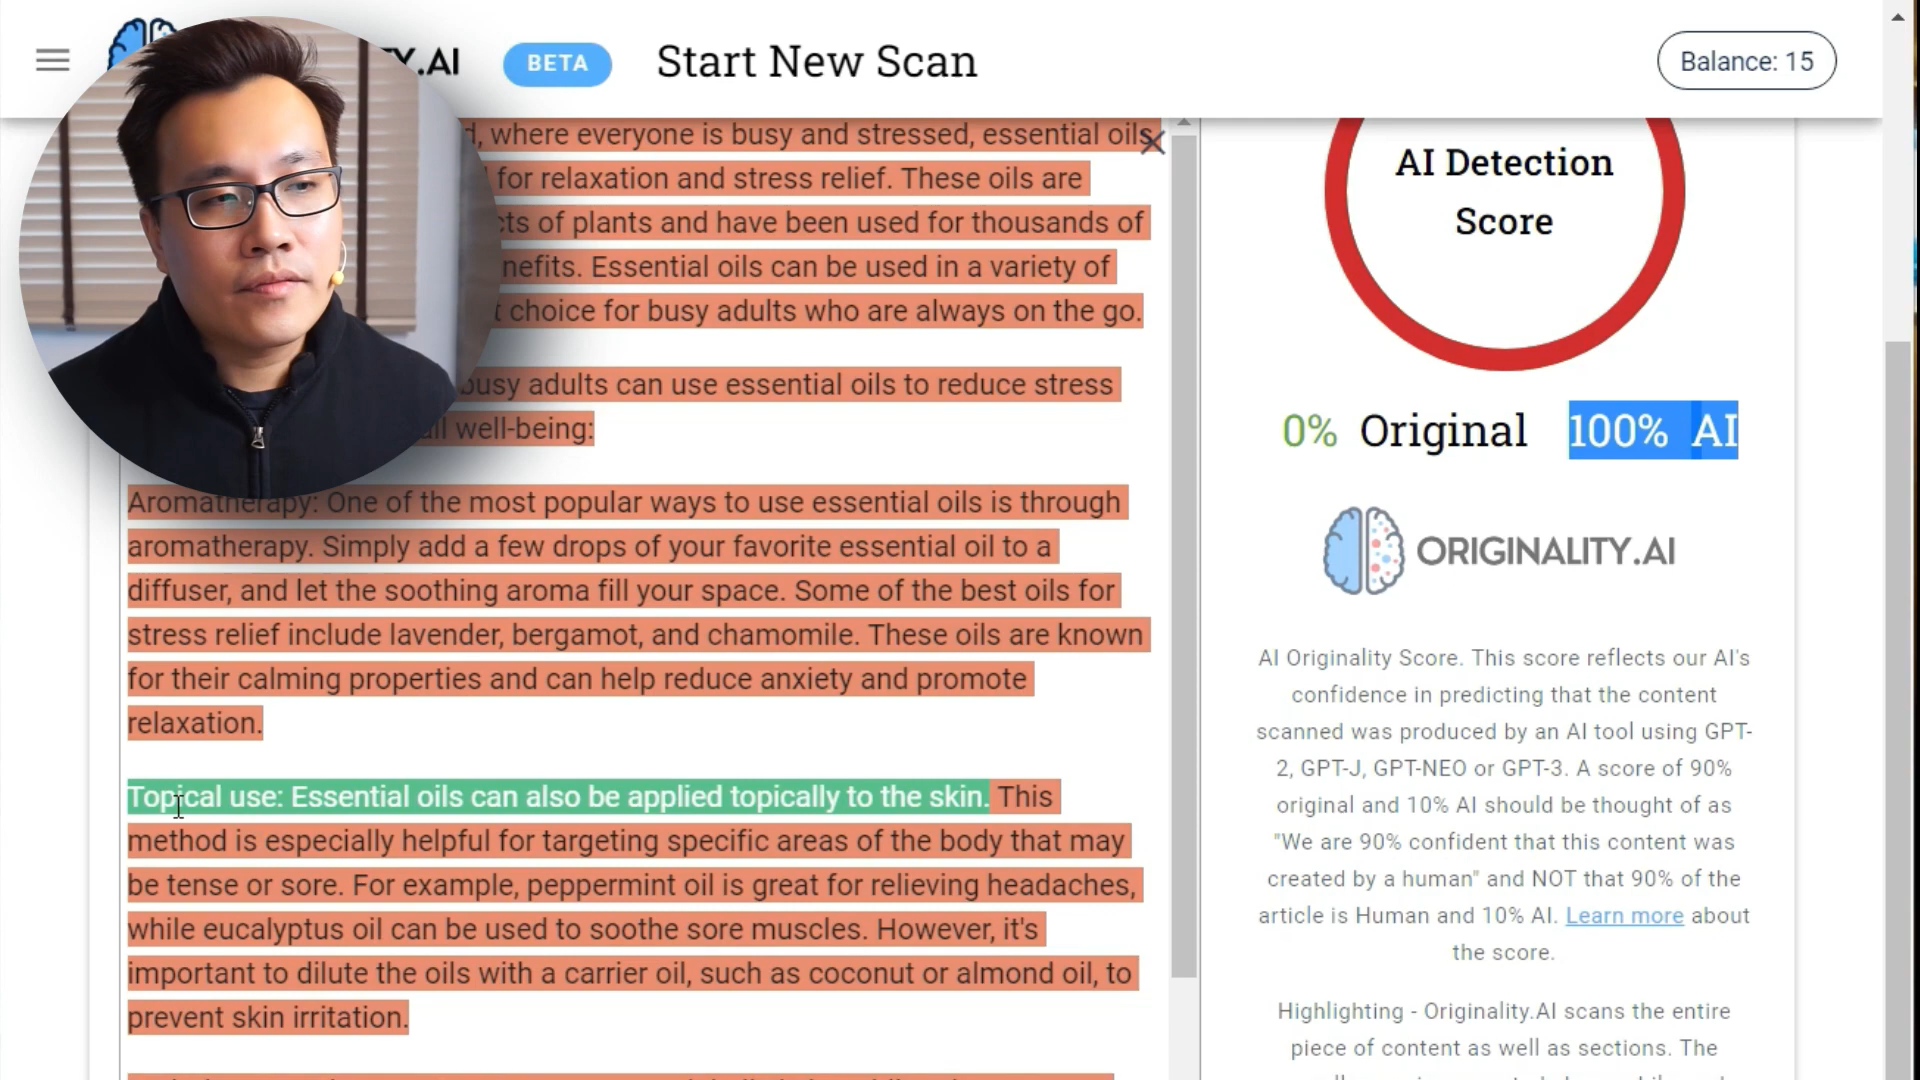 Y.AI
BETA
Start New Scan
Balance: 15
d, where everyone is busy and stressed, essential oils
for relaxation and stress relief. These oils are
cts of plants and have been used for thousands of
nefits. Essential oils can be used in a variety of
t choice for busy adults who are always on the go.
busy adults can use essential oils to reduce stress
all well-being:
Aromatherapy: One of the most popular ways to use essential oils is through
aromatherapy. Simply add a few drops of your favorite essential oil to a
diffuser, and let the soothing aroma fill your space. Some of the best oils for
stress relief include lavender, bergamot, and chamomile. These oils are known
for their calming properties and can help reduce anxiety and promote
relaxation.
Topical use: Essential oils can also be applied topically to the skin. This
method is especially helpful for targeting specific areas of the body that may
be tense or sore. For example, peppermint oil is great for relieving headaches,
while eucalyptus oil can be used to soothe sore muscles. However, it's
important to dilute the oils with a carrier oil, such as coconut or almond oil, to
prevent skin irritation.
AI Detection
Score
0% Original 100% AI
ORIGINALITY.AI
AI Originality Score. This score reflects our AI's
confidence in predicting that the content
scanned was produced by an AI tool using GPT-
2, GPT-J, GPT-NEO or GPT-3. A score of 90%
original and 10% AI should be thought of as
"We are 90% confident that this content was
created by a human" and NOT that 90% of the
article is Human and 10% AI. Learn more about
the score.
Highlighting - Originality.AI scans the entire
piece of content as well as sections. The